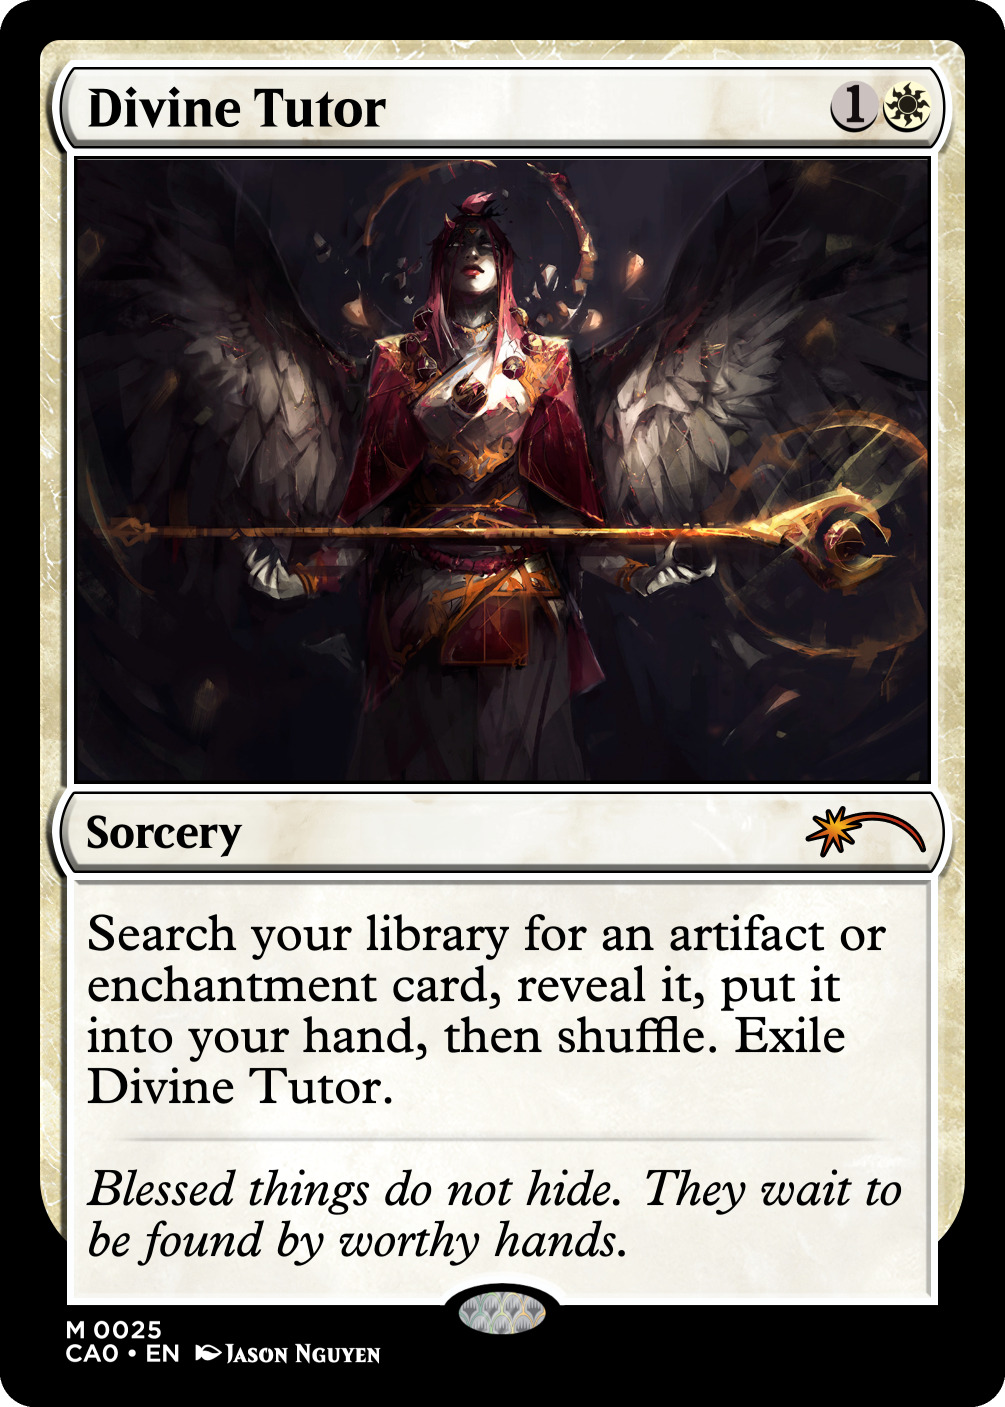 Divine Tutor 1
Sorcery
Search your library for an artifact or
enchantment card, reveal it, put it
into your hand, then shuffle. Exile
Divine Tutor.
Blessed things do not hide. They wait to
be found by worthy hands.
M 0025
CAO • EN Jason Nguyen